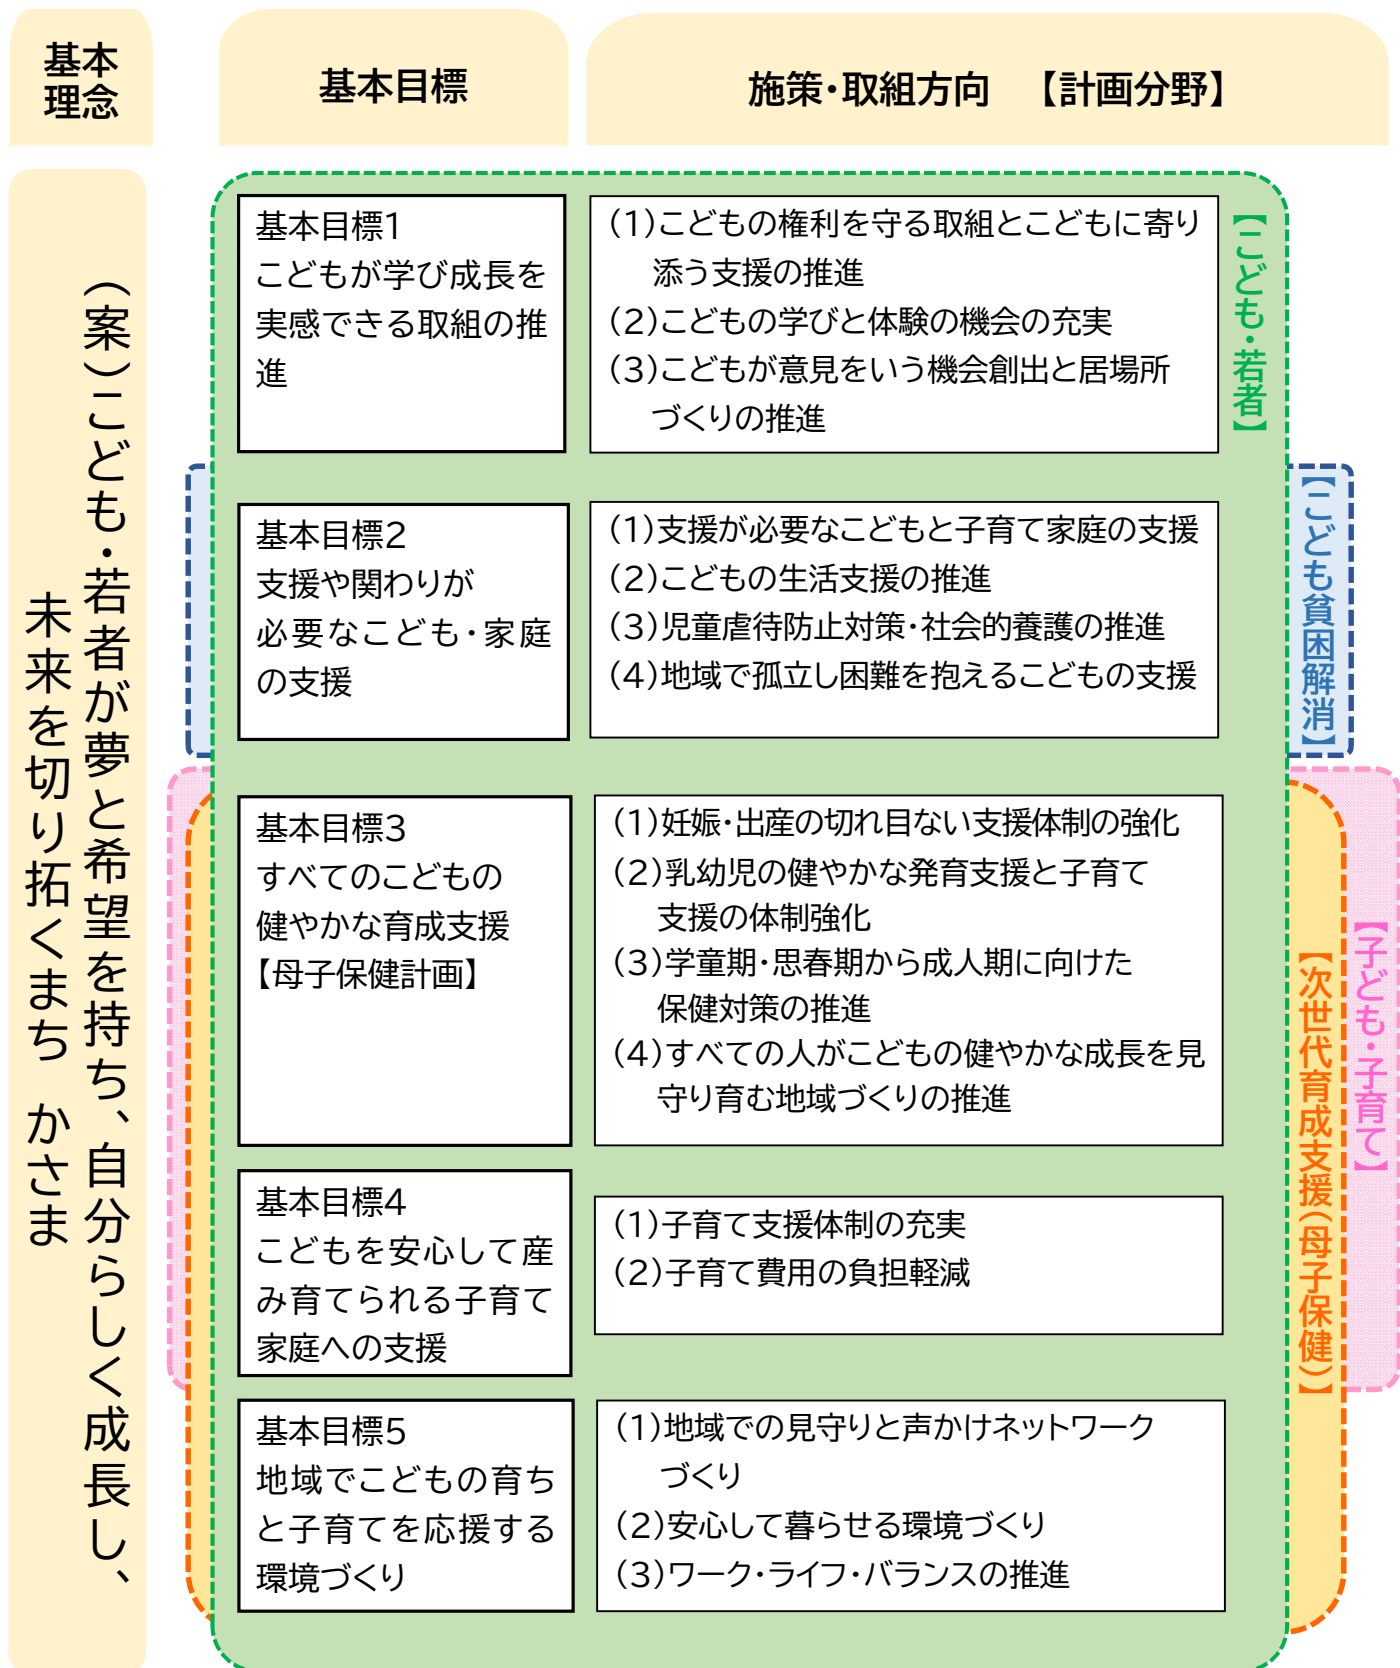 基本
理念
基本目標
施策・取組方向　【計画分野】
（案）こども・若者が夢と希望を持ち、自分らしく成長し、
未来を切り拓くまち　かさま
基本目標1
こどもが学び成長を
実感できる取組の推
進
（1）こどもの権利を守る取組とこどもに寄り
添う支援の推進
（2）こどもの学びと体験の機会の充実
（3）こどもが意見をいう機会創出と居場所
づくりの推進
【こども・若者】
基本目標2
支援や関わりが
必要なこども・家庭
の支援
（1）支援が必要なこどもと子育て家庭の支援
（2）こどもの生活支援の推進
（3）児童虐待防止対策・社会的養護の推進
（4）地域で孤立し困難を抱えるこどもの支援
【こども貧困解消】
基本目標3
すべてのこどもの
健やかな育成支援
【母子保健計画】
（1）妊娠・出産の切れ目ない支援体制の強化
（2）乳幼児の健やかな発育支援と子育て
支援の体制強化
（3）学童期・思春期から成人期に向けた
保健対策の推進
（4）すべての人がこどもの健やかな成長を見
守り育む地域づくりの推進
基本目標4
こどもを安心して産
み育てられる子育て
家庭への支援
（1）子育て支援体制の充実
（2）子育て費用の負担軽減
【子ども・子育て】
【次世代育成支援（母子保健）】
基本目標5
地域でこどもの育ち
と子育てを応援する
環境づくり
（1）地域での見守りと声かけネットワーク
づくり
（2）安心して暮らせる環境づくり
（3）ワーク・ライフ・バランスの推進